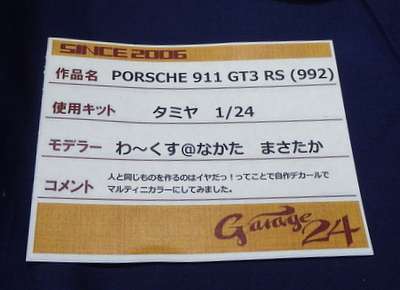 SINCE 2006
作品名 PORSCHE 911 GT3 RS (992)
使用キット タミヤ 1/24
モデラー わ～くす@なかた まさたか
コメント 人と同じものを作るのはイヤだっ！ってことで自作デカールで
マルティニカラーにしてみました。
Garage 24